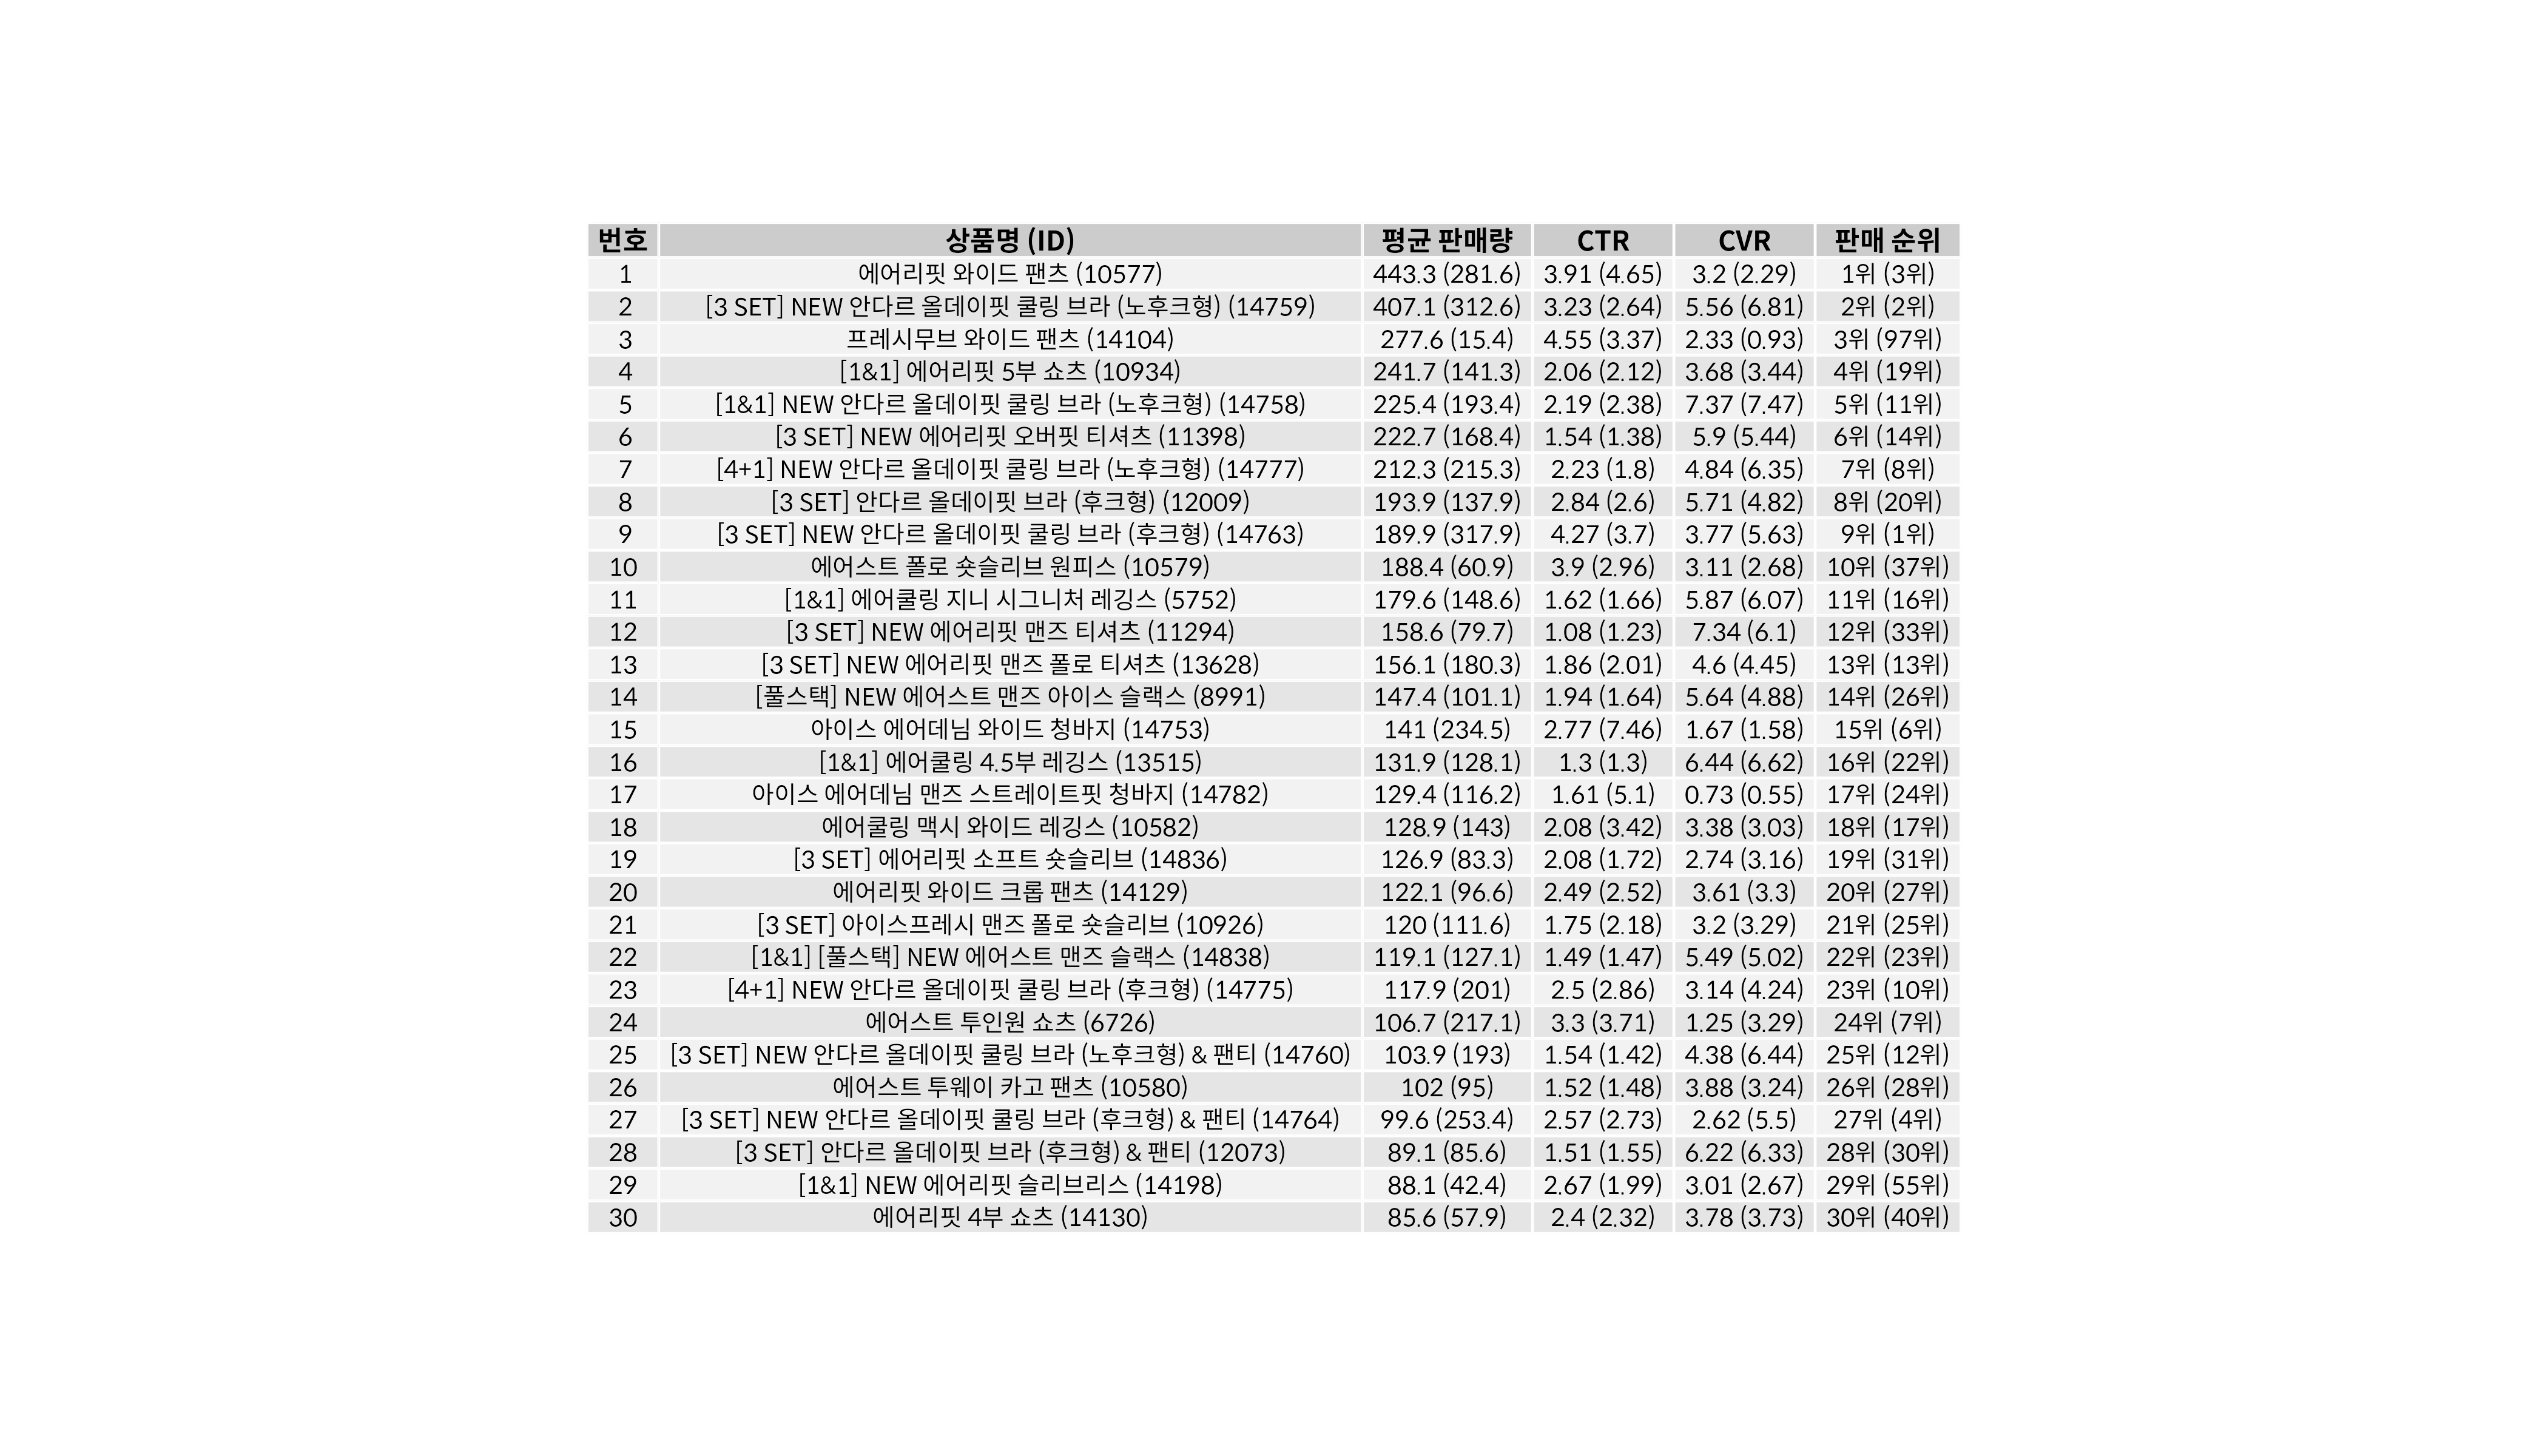 번호 상품명 (ID) 평균 판매량 CTR CVR 판매 순위
1 에어리핏 와이드 팬츠 (10577) 443.3 (281.6) 3.91 (4.65) 3.2 (2.29) 1위 (3위)
2 [3 SET] NEW 안다르 올데이핏 쿨링 브라 (노후크형) (14759) 407.1 (312.6) 3.23 (2.64) 5.56 (6.81) 2위 (2위)
3 프레시무브 와이드 팬츠 (14104) 277.6 (15.4) 4.55 (3.37) 2.33 (0.93) 3위 (97위)
4 [1&1] 에어리핏 5부 쇼츠 (10934) 241.7 (141.3) 2.06 (2.12) 3.68 (3.44) 4위 (19위)
5 [1&1] NEW 안다르 올데이핏 쿨링 브라 (노후크형) (14758) 225.4 (193.4) 2.19 (2.38) 7.37 (7.47) 5위 (11위)
6 [3 SET] NEW 에어리핏 오버핏 티셔츠 (11398) 222.7 (168.4) 1.54 (1.38) 5.9 (5.44) 6위 (14위)
7 [4+1] NEW 안다르 올데이핏 쿨링 브라 (노후크형) (14777) 212.3 (215.3) 2.23 (1.8) 4.84 (6.35) 7위 (8위)
8 [3 SET] 안다르 올데이핏 브라 (후크형) (12009) 193.9 (137.9) 2.84 (2.6) 5.71 (4.82) 8위 (20위)
9 [3 SET] NEW 안다르 올데이핏 쿨링 브라 (후크형) (14763) 189.9 (317.9) 4.27 (3.7) 3.77 (5.63) 9위 (1위)
10 에어스트 폴로 숏슬리브 원피스 (10579) 188.4 (60.9) 3.9 (2.96) 3.11 (2.68) 10위 (37위)
11 [1&1] 에어쿨링 지니 시그니처 레깅스 (5752) 179.6 (148.6) 1.62 (1.66) 5.87 (6.07) 11위 (16위)
12 [3 SET] NEW 에어리핏 맨즈 티셔츠 (11294) 158.6 (79.7) 1.08 (1.23) 7.34 (6.1) 12위 (33위)
13 [3 SET] NEW 에어리핏 맨즈 폴로 티셔츠 (13628) 156.1 (180.3) 1.86 (2.01) 4.6 (4.45) 13위 (13위)
14 [풀스택] NEW 에어스트 맨즈 아이스 슬랙스 (8991) 147.4 (101.1) 1.94 (1.64) 5.64 (4.88) 14위 (26위)
15 아이스 에어데님 와이드 청바지 (14753) 141 (234.5) 2.77 (7.46) 1.67 (1.58) 15위 (6위)
16 [1&1] 에어쿨링 4.5부 레깅스 (13515) 131.9 (128.1) 1.3 (1.3) 6.44 (6.62) 16위 (22위)
17 아이스 에어데님 맨즈 스트레이트핏 청바지 (14782) 129.4 (116.2) 1.61 (5.1) 0.73 (0.55) 17위 (24위)
18 에어쿨링 맥시 와이드 레깅스 (10582) 128.9 (143) 2.08 (3.42) 3.38 (3.03) 18위 (17위)
19 [3 SET] 에어리핏 소프트 숏슬리브 (14836) 126.9 (83.3) 2.08 (1.72) 2.74 (3.16) 19위 (31위)
20 에어리핏 와이드 크롭 팬츠 (14129) 122.1 (96.6) 2.49 (2.52) 3.61 (3.3) 20위 (27위)
21 [3 SET] 아이스프레시 맨즈 폴로 숏슬리브 (10926) 120 (111.6) 1.75 (2.18) 3.2 (3.29) 21위 (25위)
22 [1&1] [풀스택] NEW 에어스트 맨즈 슬랙스 (14838) 119.1 (127.1) 1.49 (1.47) 5.49 (5.02) 22위 (23위)
23 [4+1] NEW 안다르 올데이핏 쿨링 브라 (후크형) (14775) 117.9 (201) 2.5 (2.86) 3.14 (4.24) 23위 (10위)
24 에어스트 투인원 쇼츠 (6726) 106.7 (217.1) 3.3 (3.71) 1.25 (3.29) 24위 (7위)
25 [3 SET] NEW 안다르 올데이핏 쿨링 브라 (노후크형) & 팬티 (14760) 103.9 (193) 1.54 (1.42) 4.38 (6.44) 25위 (12위)
26 에어스트 투웨이 카고 팬츠 (10580) 102 (95) 1.52 (1.48) 3.88 (3.24) 26위 (28위)
27 [3 SET] NEW 안다르 올데이핏 쿨링 브라 (후크형) & 팬티 (14764) 99.6 (253.4) 2.57 (2.73) 2.62 (5.5) 27위 (4위)
28 [3 SET] 안다르 올데이핏 브라 (후크형) & 팬티 (12073) 89.1 (85.6) 1.51 (1.55) 6.22 (6.33) 28위 (30위)
29 [1&1] NEW 에어리핏 슬리브리스 (14198) 88.1 (42.4) 2.67 (1.99) 3.01 (2.67) 29위 (55위)
30 에어리핏 4부 쇼츠 (14130) 85.6 (57.9) 2.4 (2.32) 3.78 (3.73) 30위 (40위)